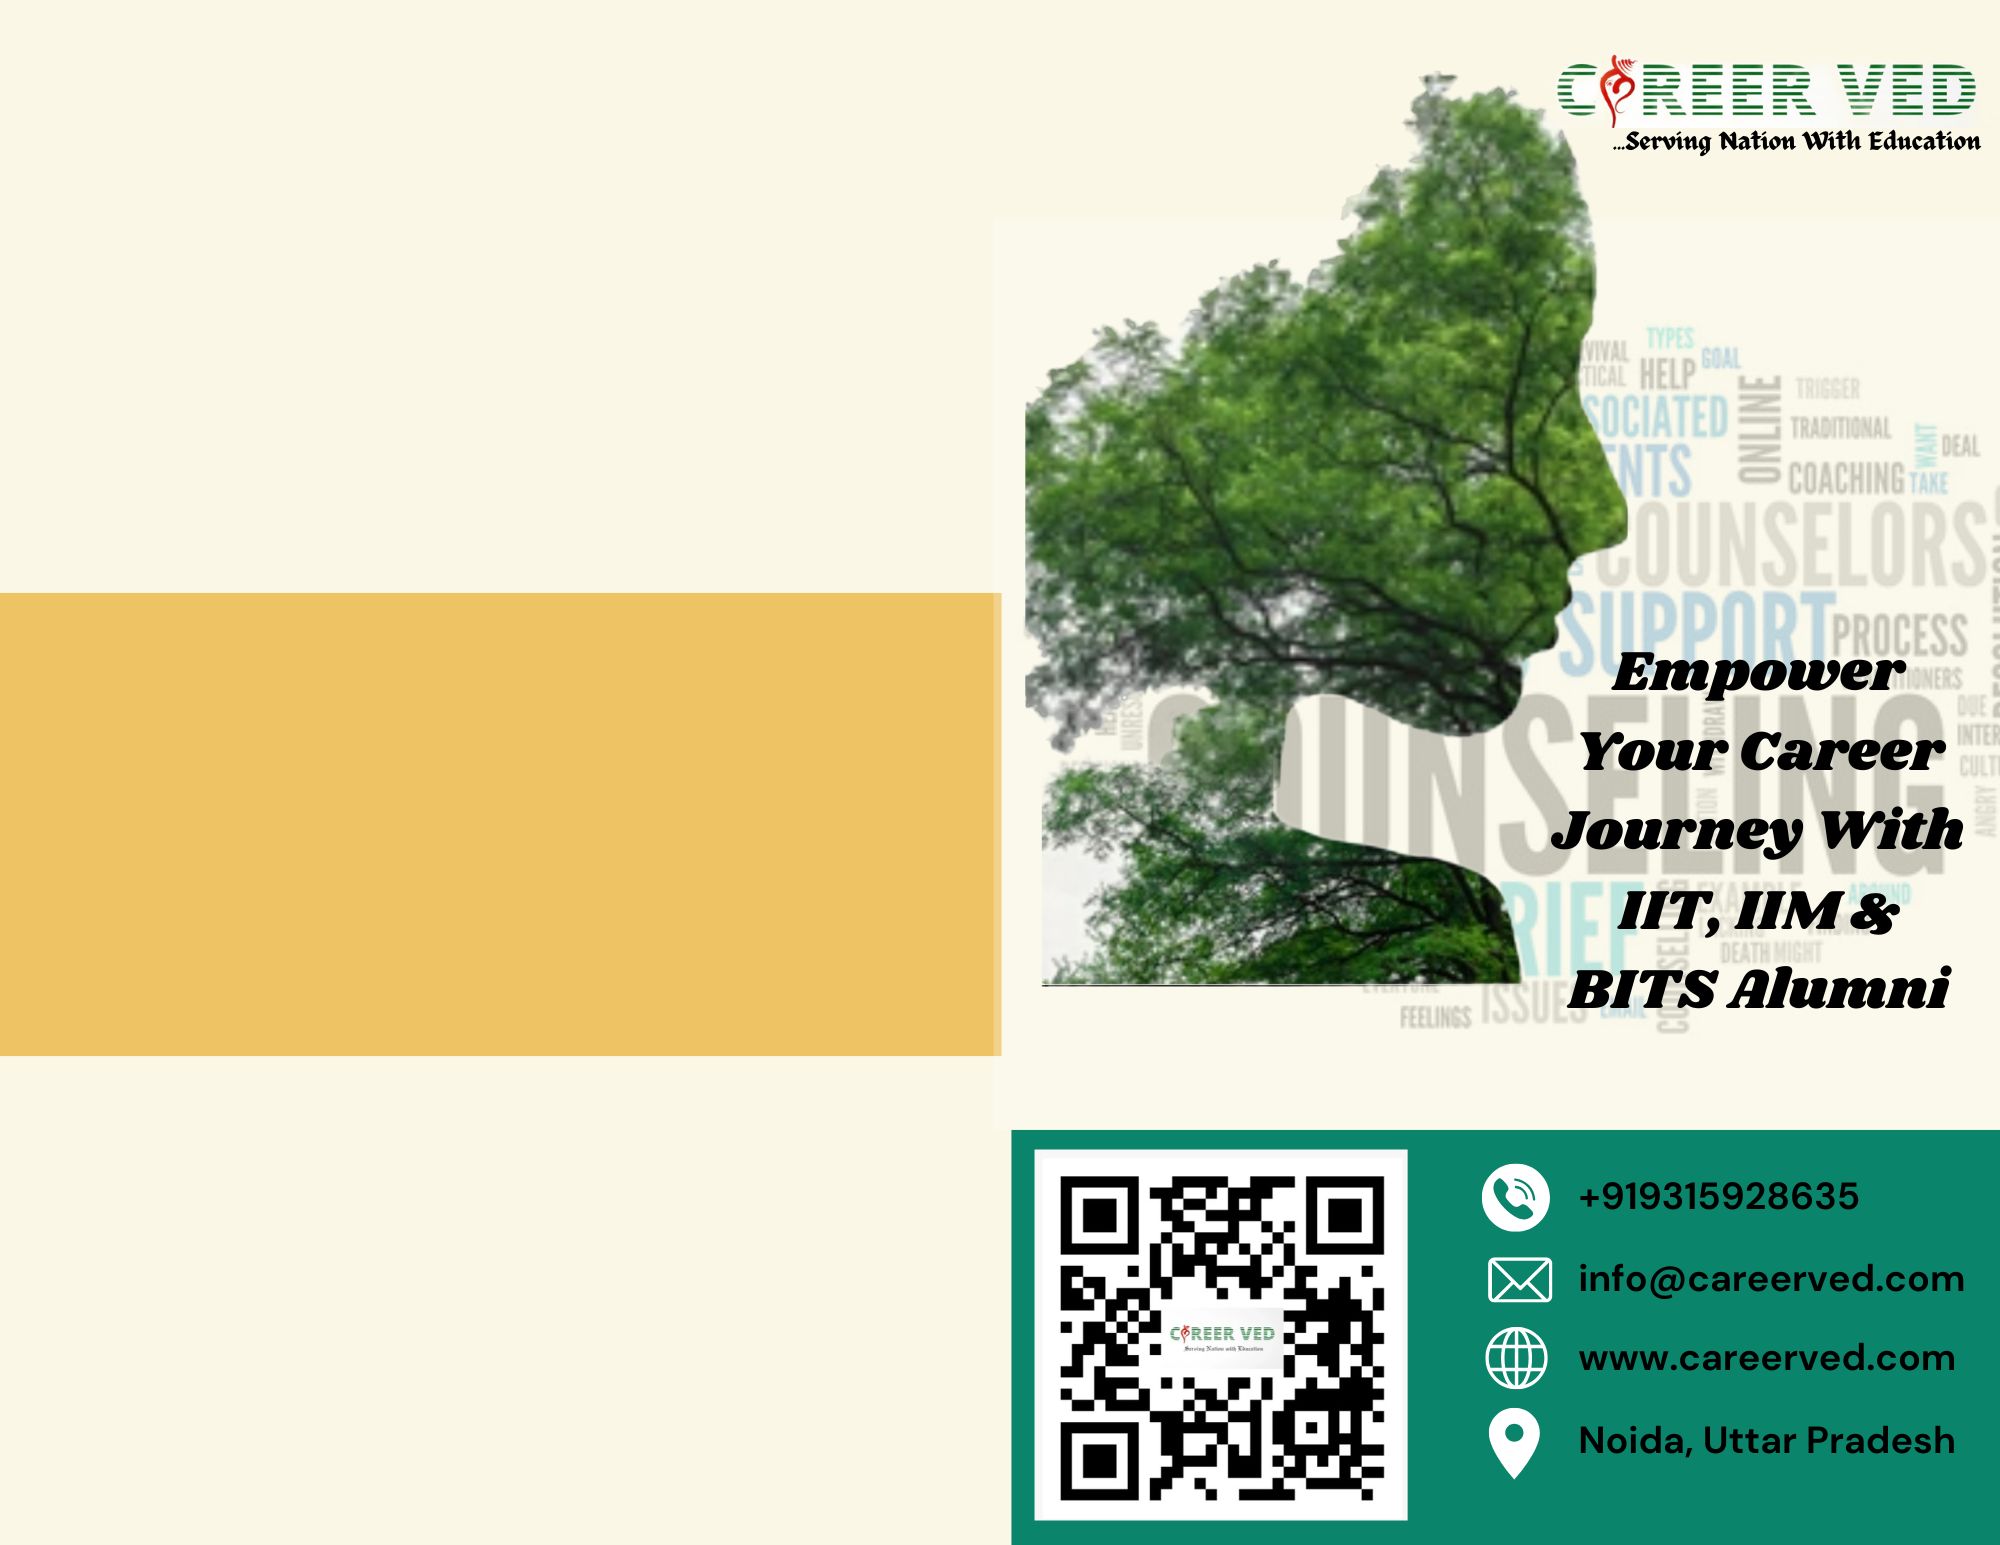 CAREER VED
...Serving Nation With Education
TYPES
HELP
GOAL
TRIGGER
ONLINE
TRADITIONAL
WANT
DEAL
COACHING
TAKE
COUNSELORS
SUPPORT
PROCESS
Empower
Your Career
Journey With
IIT, IIM &
BITS Alumni
DUE
ANGRY
DEATH
MIGHT
ISSUES
FEELINGS
CAREER VED
Serving Nation with Education
+919315928635
info@careerved.com
www.careerved.com
Noida, Uttar Pradesh